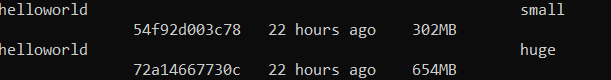 helloworld small
54f92d003c78 22 hours ago 302MB
helloworld huge
72a14667730c 22 hours ago 654MB